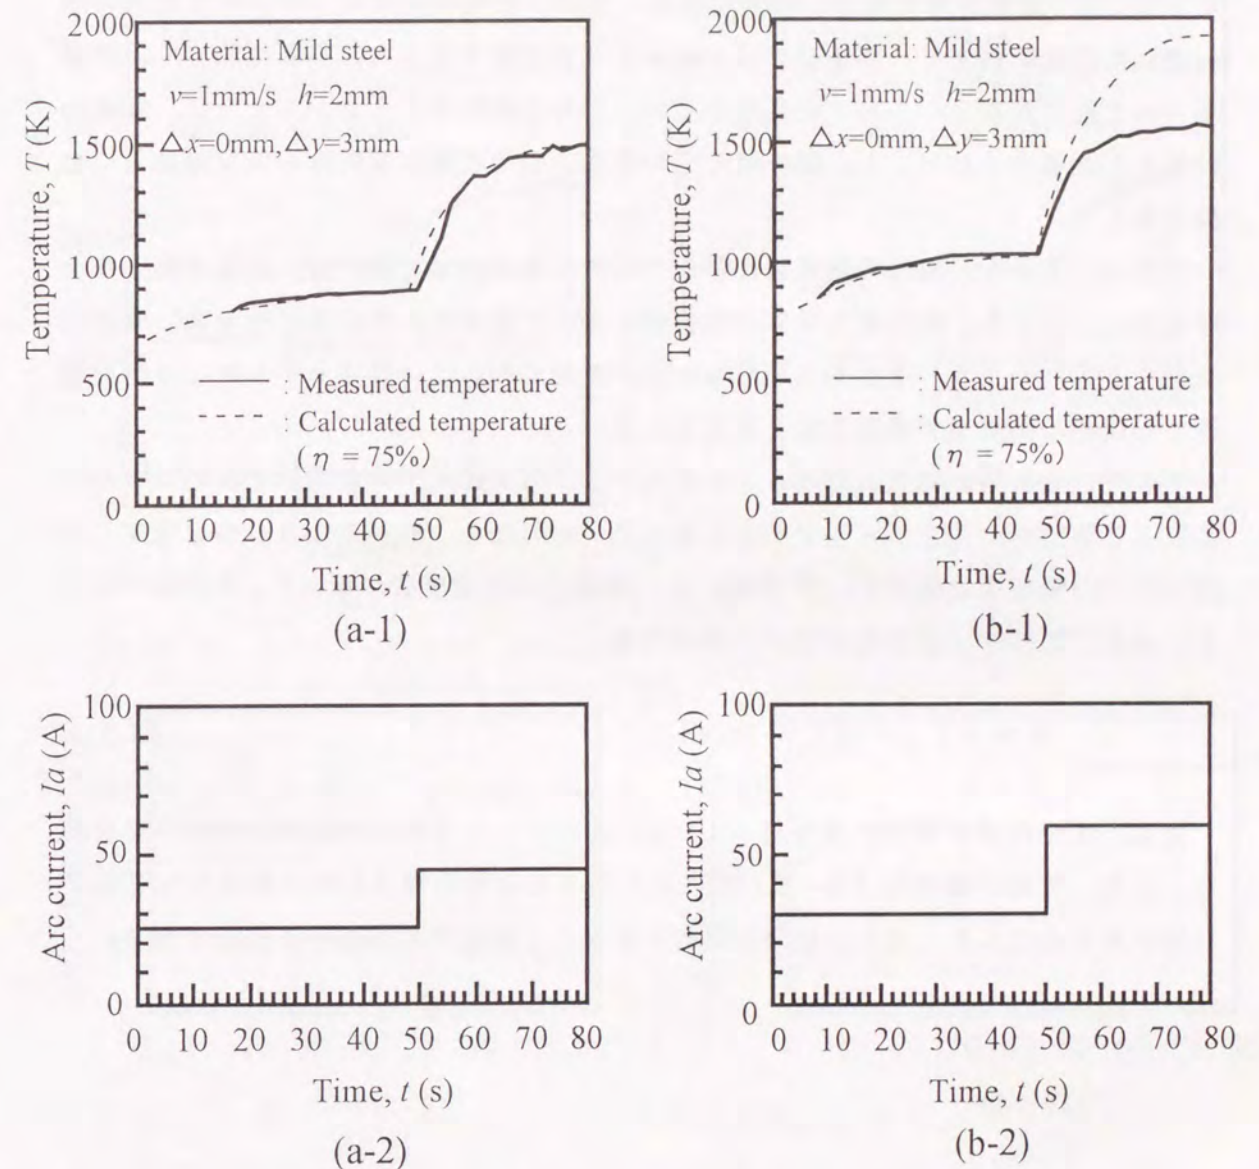 2000
1500
1000
500
0
Temperature, T (K)
Material: Mild steel
v=1mm/s h=2mm
△x=0mm,△y=3mm
: Measured temperature
: Calculated temperature
(η = 75%)
0 10 20 30 40 50 60 70 80
Time, t (s)
(a-1)
2000
1500
1000
500
0
Temperature, T (K)
Material: Mild steel
v=1mm/s h=2mm
△x=0mm,△y=3mm
: Measured temperature
: Calculated temperature
(η = 75%)
0 10 20 30 40 50 60 70 80
Time, t (s)
(b-1)
100
50
0
Arc current, Ia (A)
0 10 20 30 40 50 60 70 80
Time, t (s)
(a-2)
100
50
0
Arc current, Ia (A)
0 10 20 30 40 50 60 70 80
Time, t (s)
(b-2)